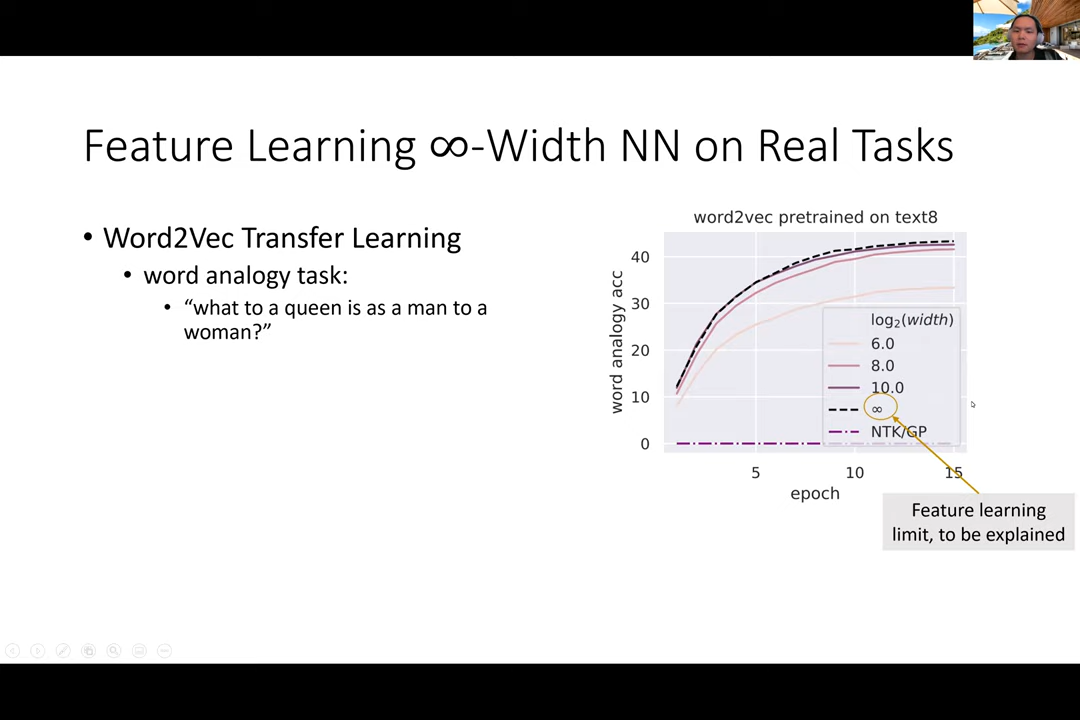 Feature Learning ∞-Width NN on Real Tasks
• Word2Vec Transfer Learning
• word analogy task:
• “what to a queen is as a man to a
woman?”
word2vec pretrained on text8
word analogy acc
40
30
20
10
0
log2(width)
6.0
8.0
10.0
∞
NTK/GP
5
10
15
epoch
Feature learning
limit, to be explained